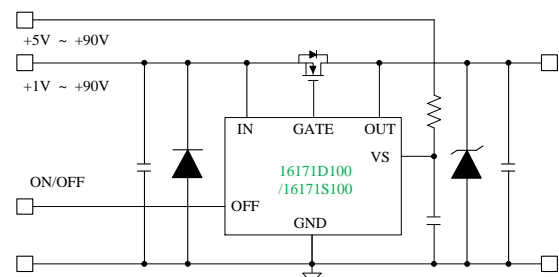 +5V ~ +90V
+1V ~ +90V
IN GATE OUT
VS
16171D100
/16171S100
ON/OFF
OFF
GND